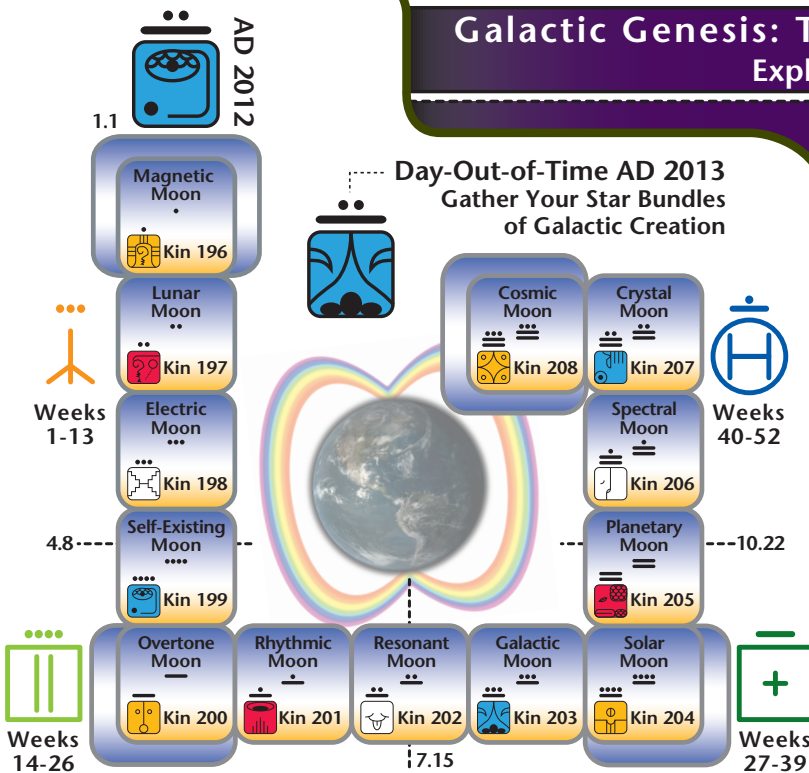 AD 2012
Galactic Genesis: T
Expl
1.1
Magnetic
Moon
Kin 196
Day-Out-of-Time AD 2013
Gather Your Star Bundles
of Galactic Creation
Lunar
Moon
Kin 197
Cosmic
Moon
Kin 208
Crystal
Moon
Kin 207
Weeks
1-13
Weeks
40-52
Electric
Moon
Kin 198
Spectral
Moon
Kin 206
4.8
Self-Existing
Moon
Kin 199
Planetary
Moon
Kin 205
10.22
Overtone
Moon
Kin 200
Rhythmic
Moon
Kin 201
Resonant
Moon
Kin 202
Galactic
Moon
Kin 203
Solar
Moon
Kin 204
Weeks
14-26
7.15
Weeks
27-39